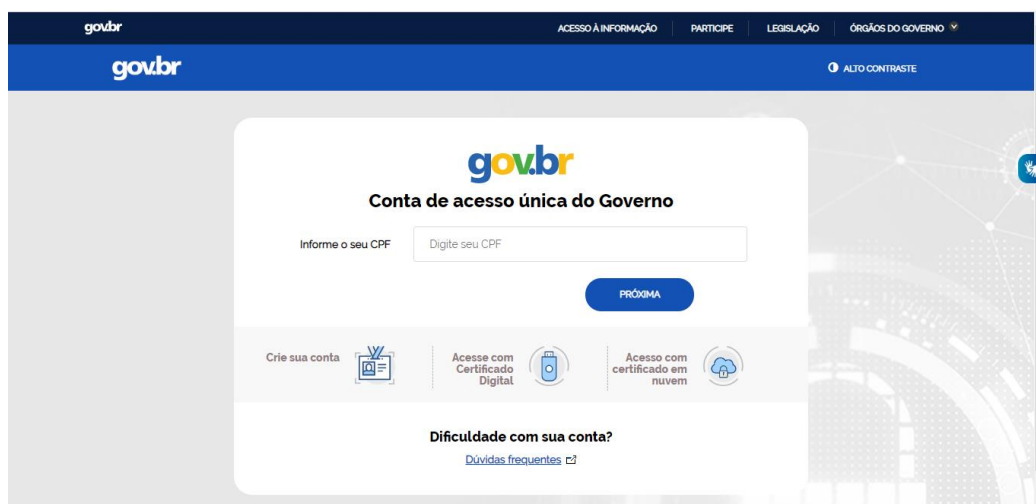 gov.br
ACESSO À INFORMAÇÃO
PARTICIPE
LEGISLAÇÃO
ÓRGÃOS DO GOVERNO
gov.br
ALTO CONTRASTE
gov.br
Conta de acesso única do Governo
Informe o seu CPF
Digite seu CPF
PRÓXIMA
Crie sua conta
Acesse com
Certificado
Digital
Acesso com
certificado em
nuvem
Dificuldade com sua conta?
Dúvidas frequentes